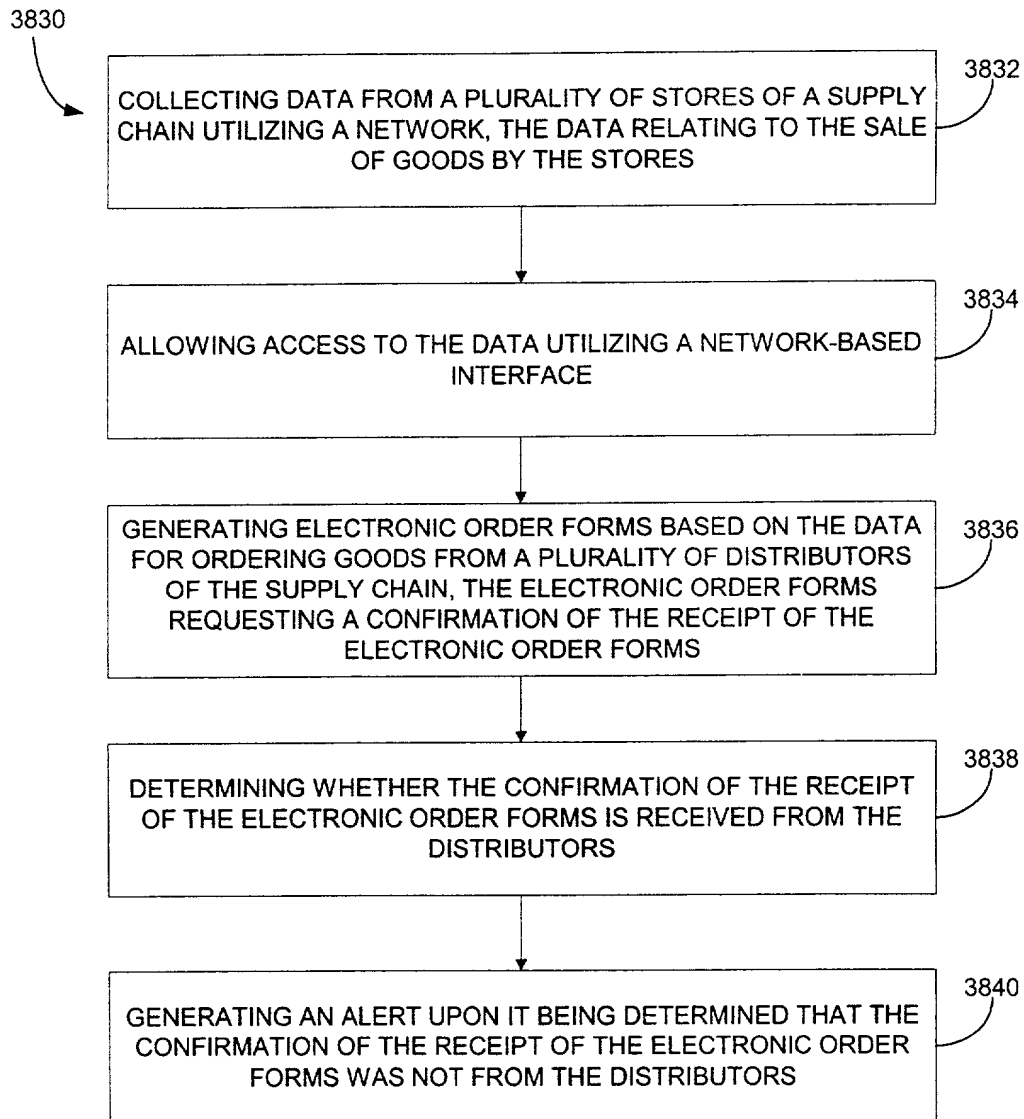 3830
3832
COLLECTING DATA FROM A PLURALITY OF STORES OF A SUPPLY
CHAIN UTILIZING A NETWORK, THE DATA RELATING TO THE SALE
OF GOODS BY THE STORES
3834
ALLOWING ACCESS TO THE DATA UTILIZING A NETWORK-BASED
INTERFACE
3836
GENERATING ELECTRONIC ORDER FORMS BASED ON THE DATA
FOR ORDERING GOODS FROM A PLURALITY OF DISTRIBUTORS
OF THE SUPPLY CHAIN, THE ELECTRONIC ORDER FORMS
REQUESTING A CONFIRMATION OF THE RECEIPT OF THE
ELECTRONIC ORDER FORMS
3838
DETERMINING WHETHER THE CONFIRMATION OF THE RECEIPT
OF THE ELECTRONIC ORDER FORMS IS RECEIVED FROM THE
DISTRIBUTORS
3840
GENERATING AN ALERT UPON IT BEING DETERMINED THAT THE
CONFIRMATION OF THE RECEIPT OF THE ELECTRONIC ORDER
FORMS WAS NOT FROM THE DISTRIBUTORS